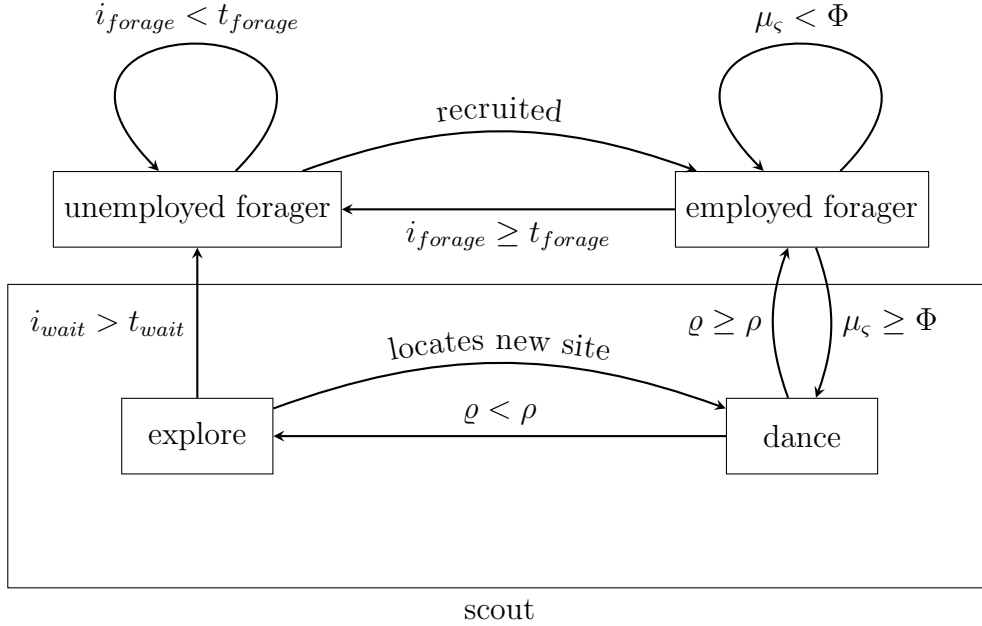 i_forage < t_forage
μ_ς < Φ
recruited
unemployed forager
employed forager
i_forage ≥ t_forage
i_wait > t_wait
ϱ ≥ ρ
μ_ς ≥ Φ
locates new site
ϱ < ρ
explore
dance
scout